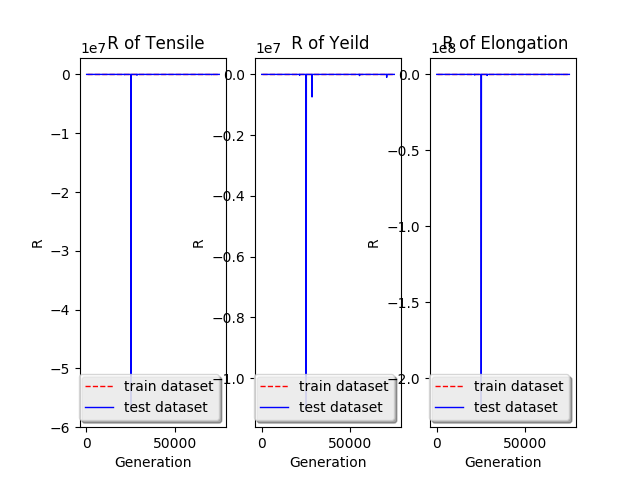 R of Tensile
R of Yeild
R of Elongation
1e7
1e7
1e8
0
−1
−2
−3
−4
−5
−6
R
0.0
−0.2
−0.4
−0.6
−0.8
−1.0
R
0.0
−0.5
−1.0
−1.5
−2.0
R
train dataset
test dataset
train dataset
test dataset
train dataset
test dataset
0
50000
0
50000
0
50000
Generation
Generation
Generation